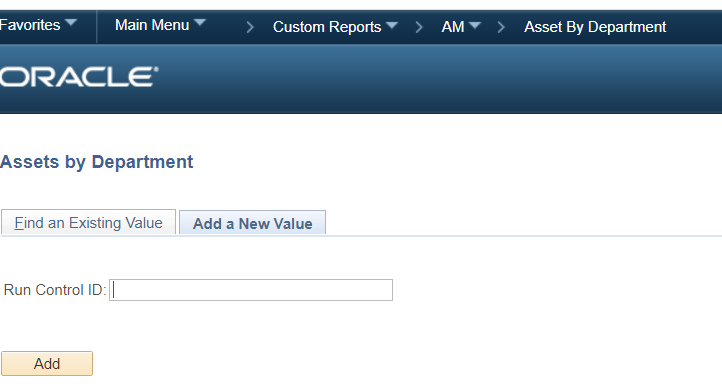 Favorites Main Menu > Custom Reports > AM > Asset By Department
ORACLE
Assets by Department
Find an Existing Value Add a New Value
Run Control ID:
Add